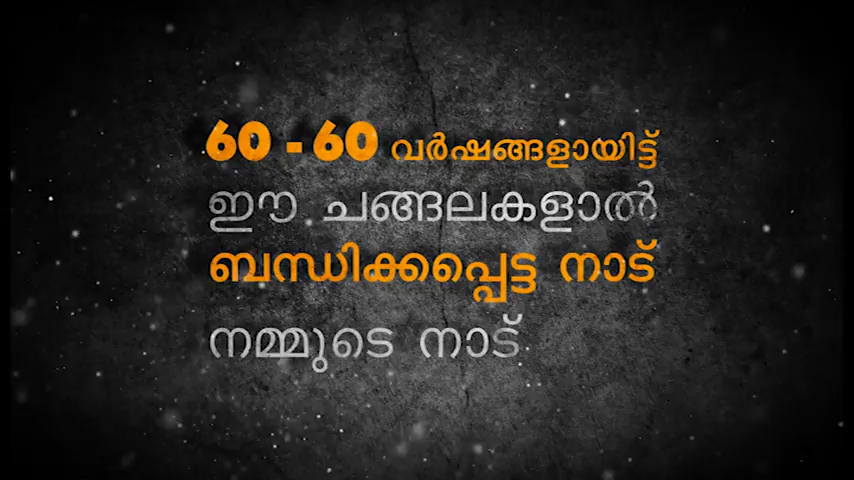 60 - 60 വർഷങ്ങളായിട്ട്
ഈ ചങ്ങലകളാൽ
ബന്ധിക്കപ്പെട്ട നാട്
നമ്മുടെ നാട്